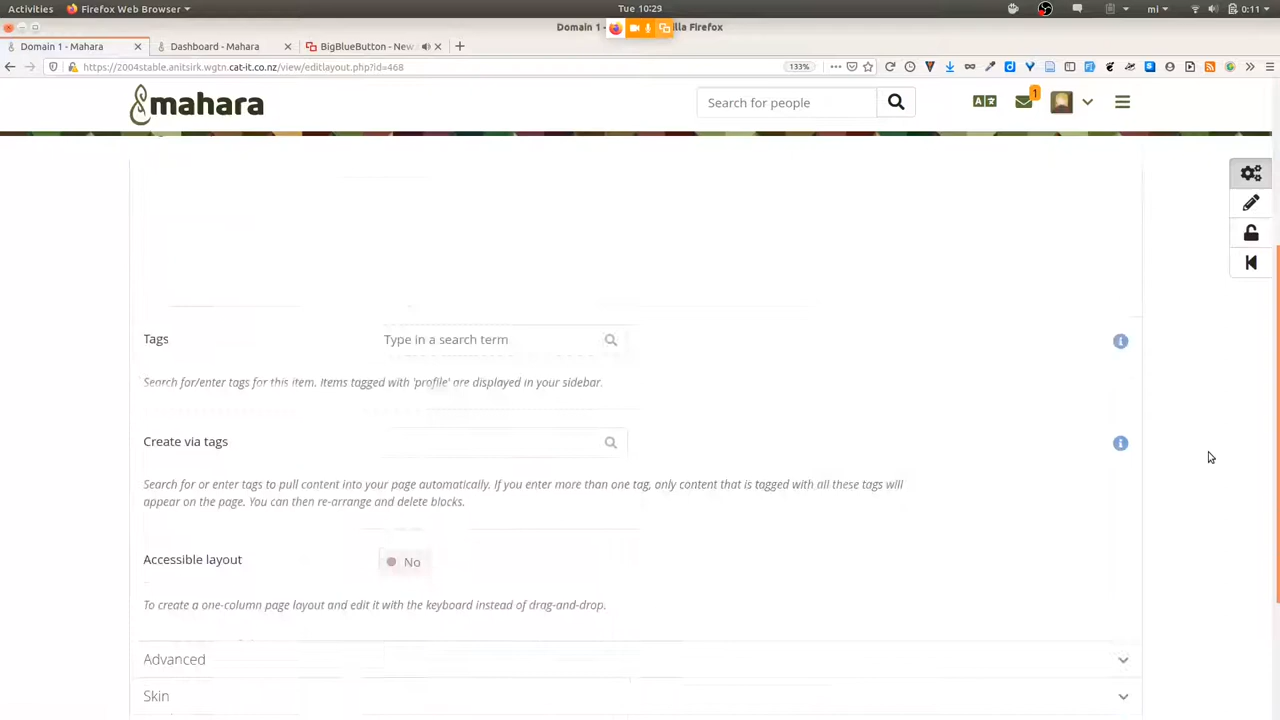 Activities Firefox Web Browser Tue 10:29 mi 0:11
Domain 1 - illa Firefox
Domain 1 - Mahara Dashboard - Mahara BigBlueButton - New
https://2004stable.anitsirk.wgtn.cat-it.co.nz/view/editlayout.php?id=468 133%
mahara Search for people 1
Tags Type in a search term
Search for/enter tags for this item. Items tagged with 'profile' are displayed in your sidebar.
Create via tags
Search for or enter tags to pull content into your page automatically. If you enter more than one tag, only content that is tagged with all these tags will
appear on the page. You can then re-arrange and delete blocks.
Accessible layout No
To create a one-column page layout and edit it with the keyboard instead of drag-and-drop.
Advanced
Skin